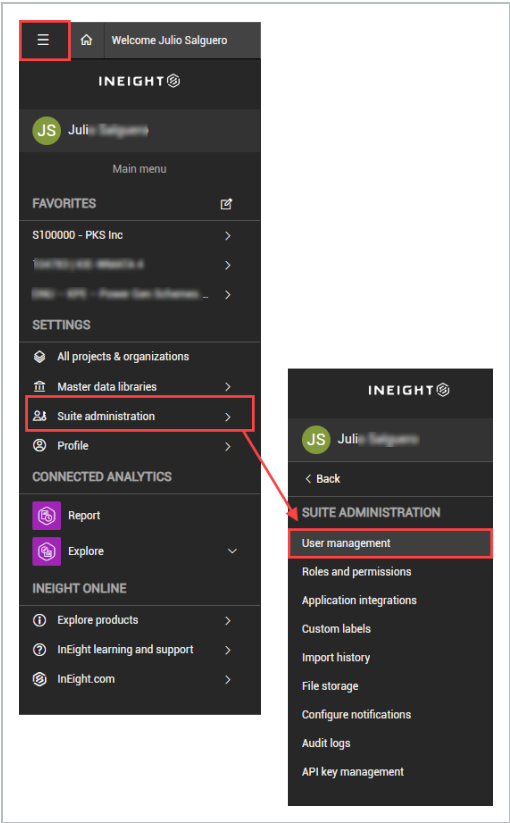 Welcome Julio Salguero
INEIGHT
JS
Juli
Main menu
FAVORITES
S100000 - PKS Inc
SETTINGS
All projects & organizations
Master data libraries
Suite administration
Profile
CONNECTED ANALYTICS
Report
Explore
INEIGHT ONLINE
Explore products
InEight learning and support
InEight.com
INEIGHT
JS
Juli
< Back
SUITE ADMINISTRATION
User management
Roles and permissions
Application integrations
Custom labels
Import history
File storage
Configure notifications
Audit logs
API key management